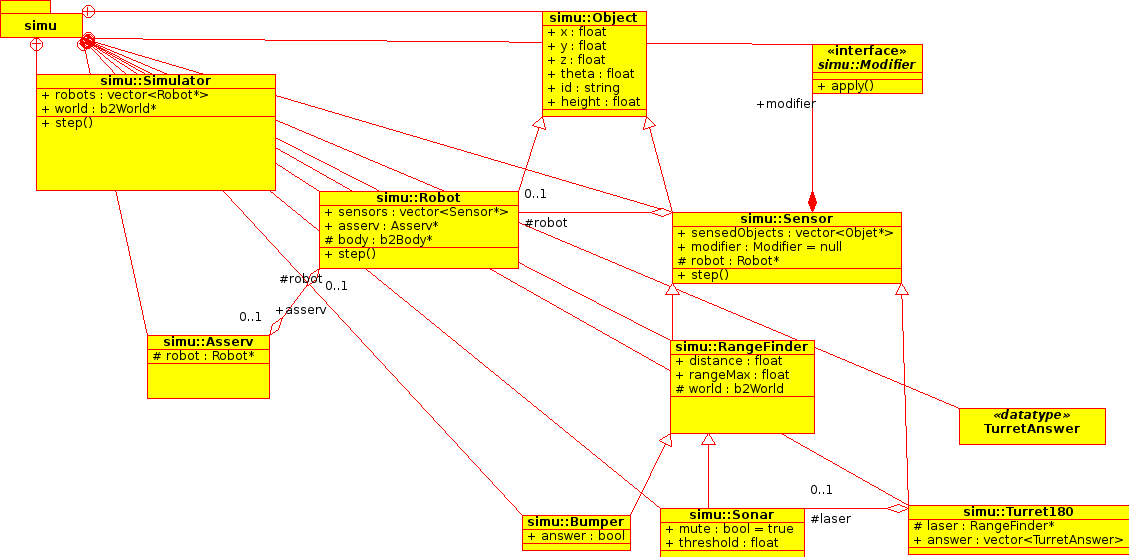 simu
simu::Object
+ x : float
+ y : float
+ z : float
+ theta : float
+ id : string
+ height : float
«interface»
simu::Modifier
+ apply()
+modifier
simu::Simulator
+ robots : vector<Robot*>
+ world : b2World*
+ step()
simu::Robot
+ sensors : vector<Sensor*>
+ asserv : Asserv*
# body : b2Body*
+ step()
0..1
#robot
simu::Sensor
+ sensedObjects : vector<Objet*>
+ modifier : Modifier = null
# robot : Robot*
+ step()
#robot
0..1
+asserv
0..1
simu::Asserv
# robot : Robot*
simu::RangeFinder
+ distance : float
+ rangeMax : float
# world : b2World
«datatype»
TurretAnswer
simu::Bumper
+ answer : bool
simu::Sonar
+ mute : bool = true
+ threshold : float
0..1
#laser
simu::Turret180
# laser : RangeFinder*
+ answer : vector<TurretAnswer>